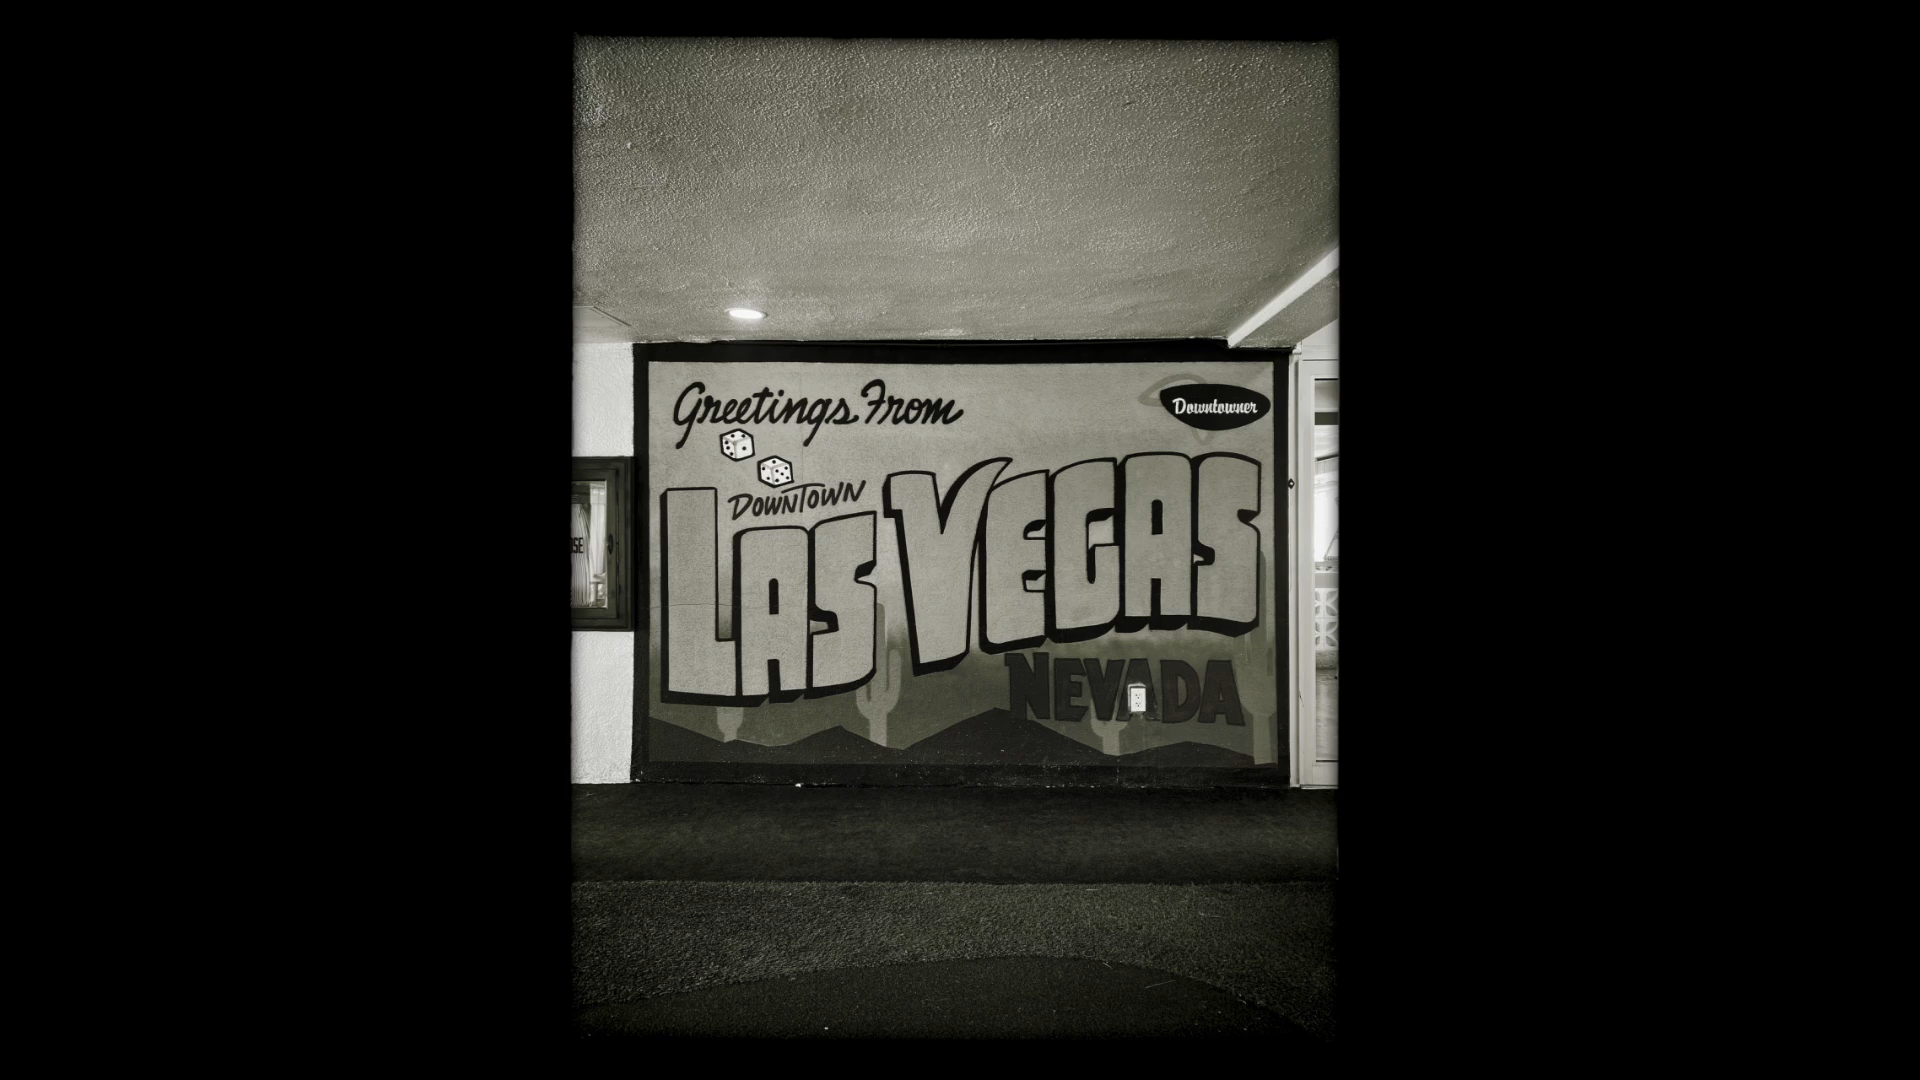 Greetings From
Downtowner
DOWNTOWN
LAS VEGAS
NEVADA